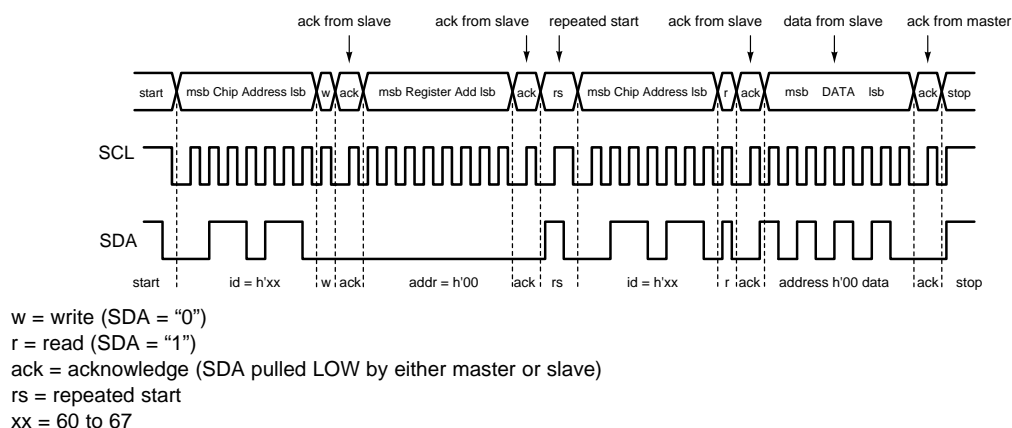 ack from slave ack from slave repeated start ack from slave data from slave ack from master
start msb Chip Address lsb w ack msb Register Add lsb ack rs msb Chip Address lsb r ack msb DATA lsb ack stop
SCL
SDA
start id = h'xx w ack addr = h'00 ack rs id = h'xx r ack address h'00 data ack stop
w = write (SDA = “0”)
r = read (SDA = “1”)
ack = acknowledge (SDA pulled LOW by either master or slave)
rs = repeated start
xx = 60 to 67